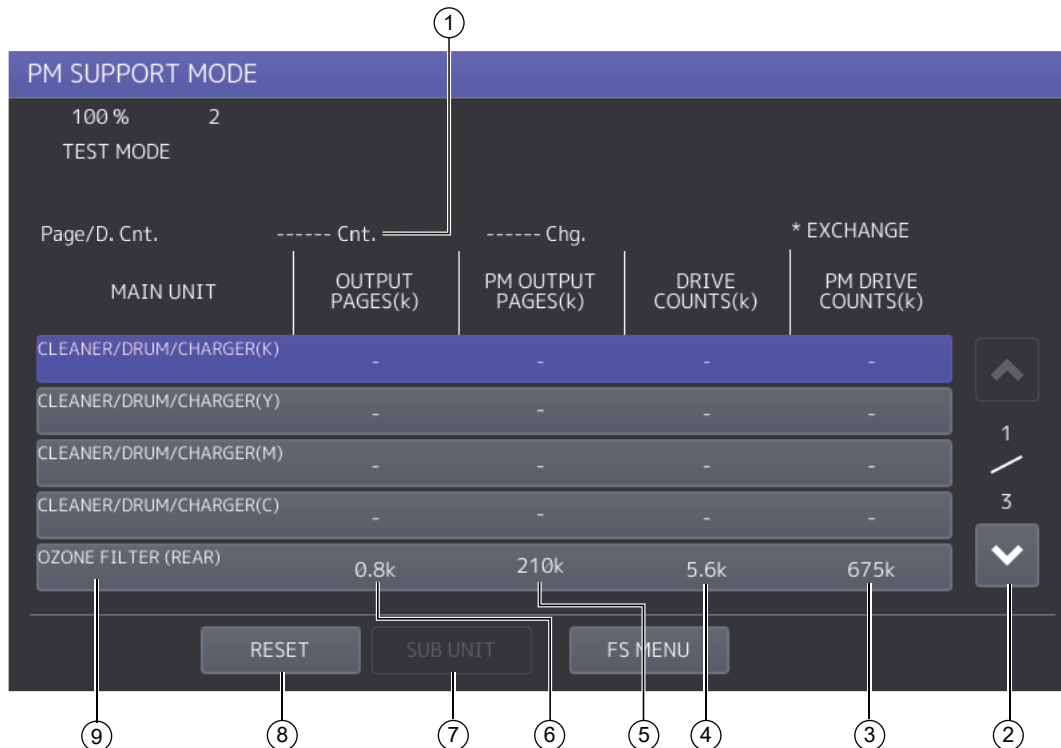 1
PM SUPPORT MODE
100 % 2
TEST MODE
Page/D. Cnt. ------ Cnt. ------ Chg. * EXCHANGE
MAIN UNIT OUTPUT PAGES(k) PM OUTPUT PAGES(k) DRIVE COUNTS(k) PM DRIVE COUNTS(k)
CLEANER/DRUM/CHARGER(K) - - - -
CLEANER/DRUM/CHARGER(Y) - - - -
CLEANER/DRUM/CHARGER(M) - - - -
CLEANER/DRUM/CHARGER(C) - - - -
OZONE FILTER (REAR) 0.8k 210k 5.6k 675k
1
/
3
RESET SUB UNIT FS MENU
9 8 7 6 5 4 3 2